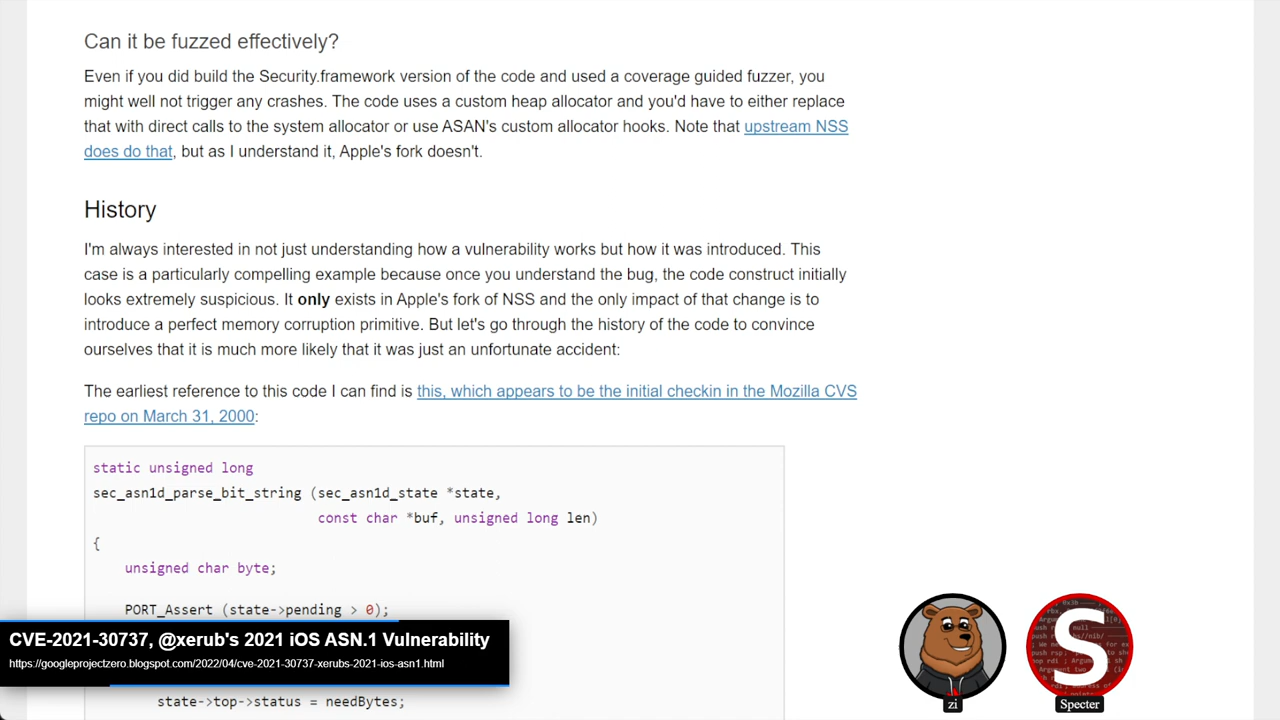 Can it be fuzzed effectively?
Even if you did build the Security.framework version of the code and used a coverage guided fuzzer, you
might well not trigger any crashes. The code uses a custom heap allocator and you'd have to either replace
that with direct calls to the system allocator or use ASAN's custom allocator hooks. Note that upstream NSS
does do that, but as I understand it, Apple's fork doesn't.
History
I'm always interested in not just understanding how a vulnerability works but how it was introduced. This
case is a particularly compelling example because once you understand the bug, the code construct initially
looks extremely suspicious. It only exists in Apple's fork of NSS and the only impact of that change is to
introduce a perfect memory corruption primitive. But let's go through the history of the code to convince
ourselves that it is much more likely that it was just an unfortunate accident:
The earliest reference to this code I can find is this, which appears to be the initial checkin in the Mozilla CVS
repo on March 31, 2000:
static unsigned long
sec_asn1d_parse_bit_string (sec_asn1d_state *state,
const char *buf, unsigned long len)
{
unsigned char byte;
PORT_Assert (state->pending > 0);
CVE-2021-30737, @xerub's 2021 iOS ASN.1 Vulnerability
https://googleprojectzero.blogspot.com/2022/04/cve-2021-30737-xerubs-2021-ios-asn1.html
state->top->status = needBytes;
zi
S
Specter